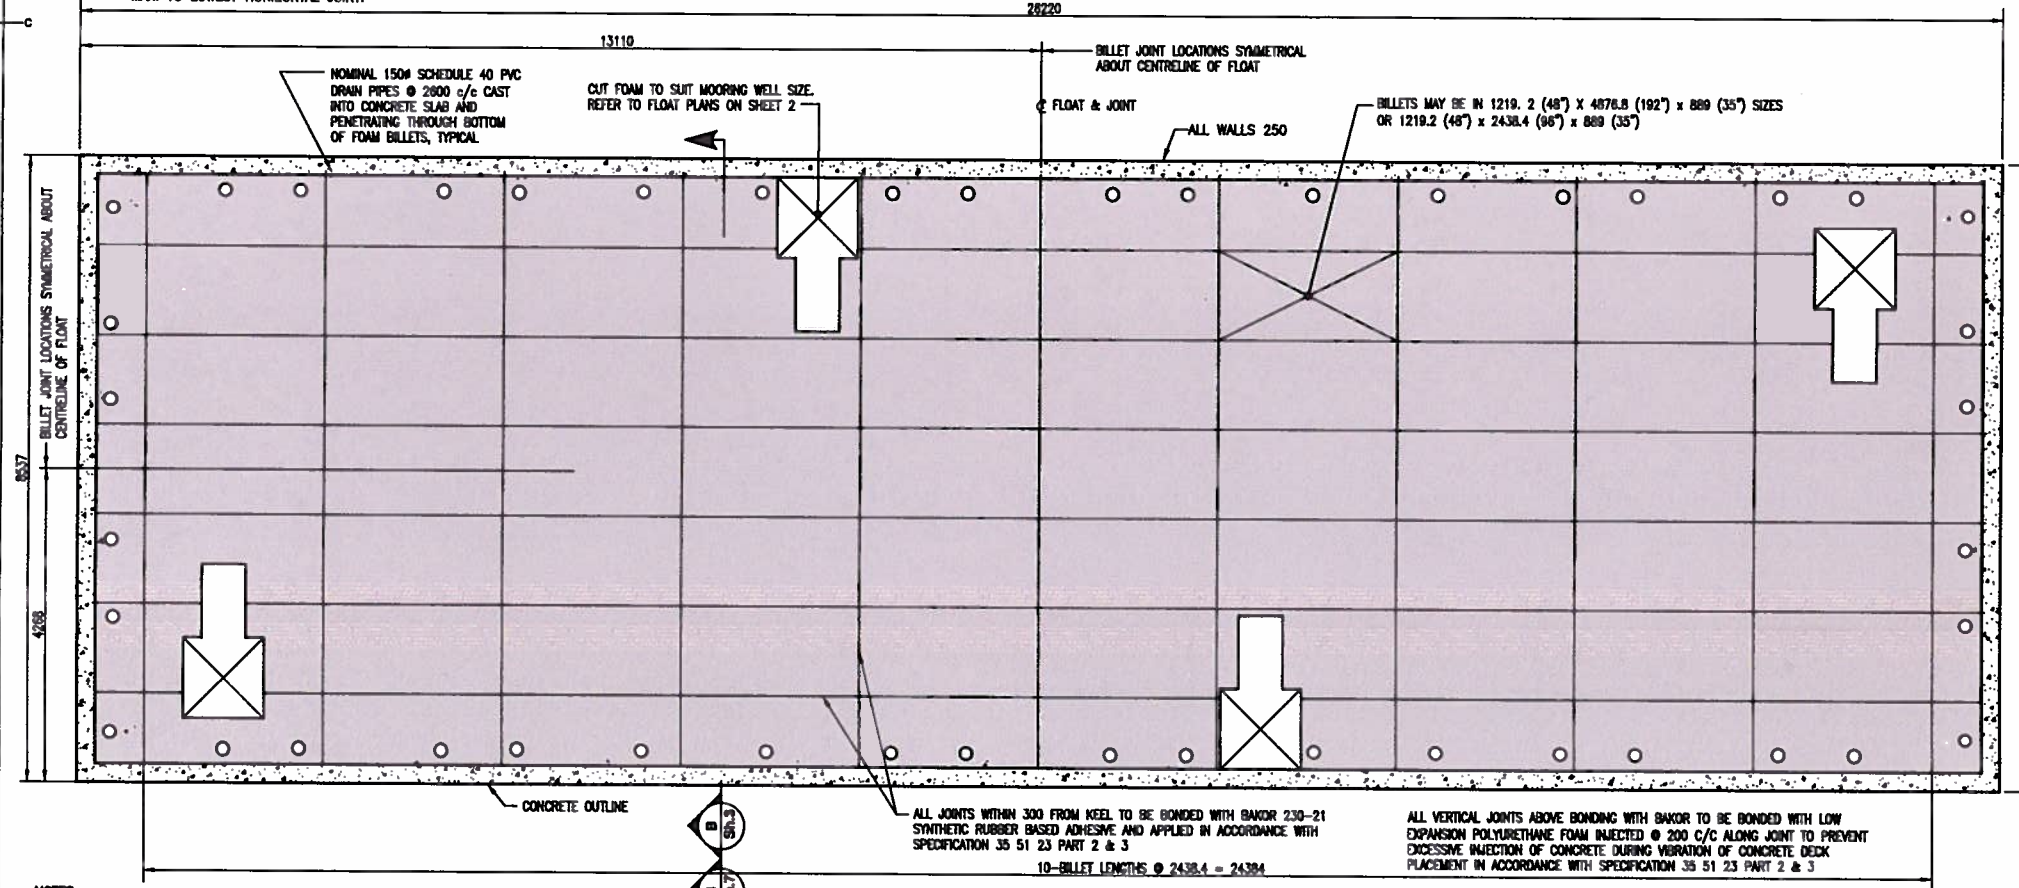 26220
C
13110
BILLET JOINT LOCATIONS SYMMETRICAL
ABOUT CENTRELINE OF FLOAT
NOMINAL 150ø SCHEDULE 40 PVC
DRAIN PIPES @ 2600 c/c CAST
INTO CONCRETE SLAB AND
PENETRATING THROUGH BOTTOM
OF FOAM BILLETS, TYPICAL
CUT FOAM TO SUIT MOORING WELL SIZE.
REFER TO FLOAT PLANS ON SHEET 2
℄ FLOAT & JOINT
BILLETS MAY BE IN 1219. 2 (48") X 4876.8 (192") x 889 (35") SIZES
OR 1219.2 (48") x 2438.4 (96") x 889 (35")
ALL WALLS 250
BILLET JOINT LOCATIONS SYMMETRICAL ABOUT
CENTRELINE OF FLOAT
8537
4268
CONCRETE OUTLINE
B
Sh.3
ALL JOINTS WITHIN 300 FROM KEEL TO BE BONDED WITH BAKOR 230-21
SYNTHETIC RUBBER BASED ADHESIVE AND APPLIED IN ACCORDANCE WITH
SPECIFICATION 35 51 23 PART 2 & 3
ALL VERTICAL JOINTS ABOVE BONDING WITH BAKOR TO BE BONDED WITH LOW
EXPANSION POLYURETHANE FOAM INJECTED @ 200 C/C ALONG JOINT TO PREVENT
EXCESSIVE INJECTION OF CONCRETE DURING VIBRATION OF CONCRETE DECK
PLACEMENT IN ACCORDANCE WITH SPECIFICATION 35 51 23 PART 2 & 3
10-BILLET LENGTHS @ 2438.4 = 24384